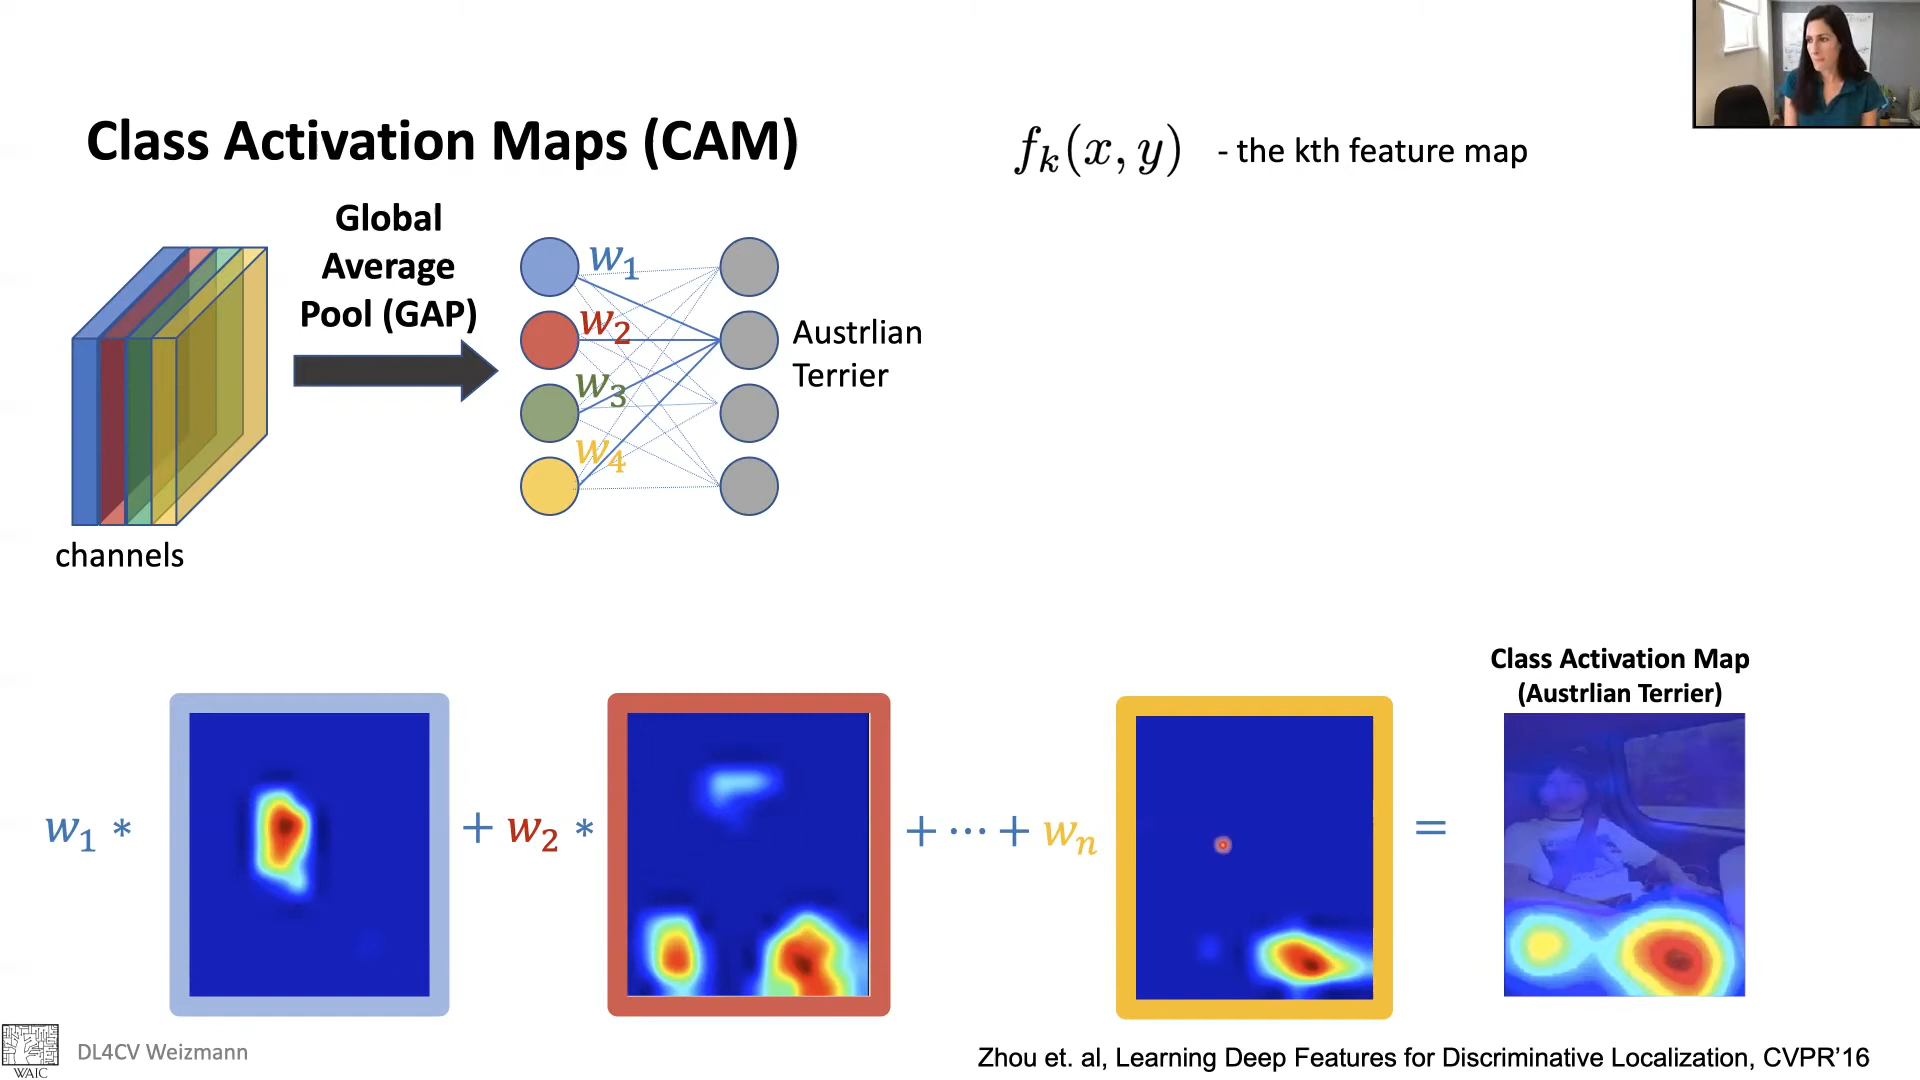 Class Activation Maps (CAM)
f_k(x, y) - the kth feature map
Global
Average
Pool (GAP)
w_1
w_2
w_3
w_4
Austrlian
Terrier
channels
Class Activation Map
(Austrlian Terrier)
w_1 * + w_2 * + ⋯ + w_n =
WAIC
DL4CV Weizmann
Zhou et. al, Learning Deep Features for Discriminative Localization, CVPR’16